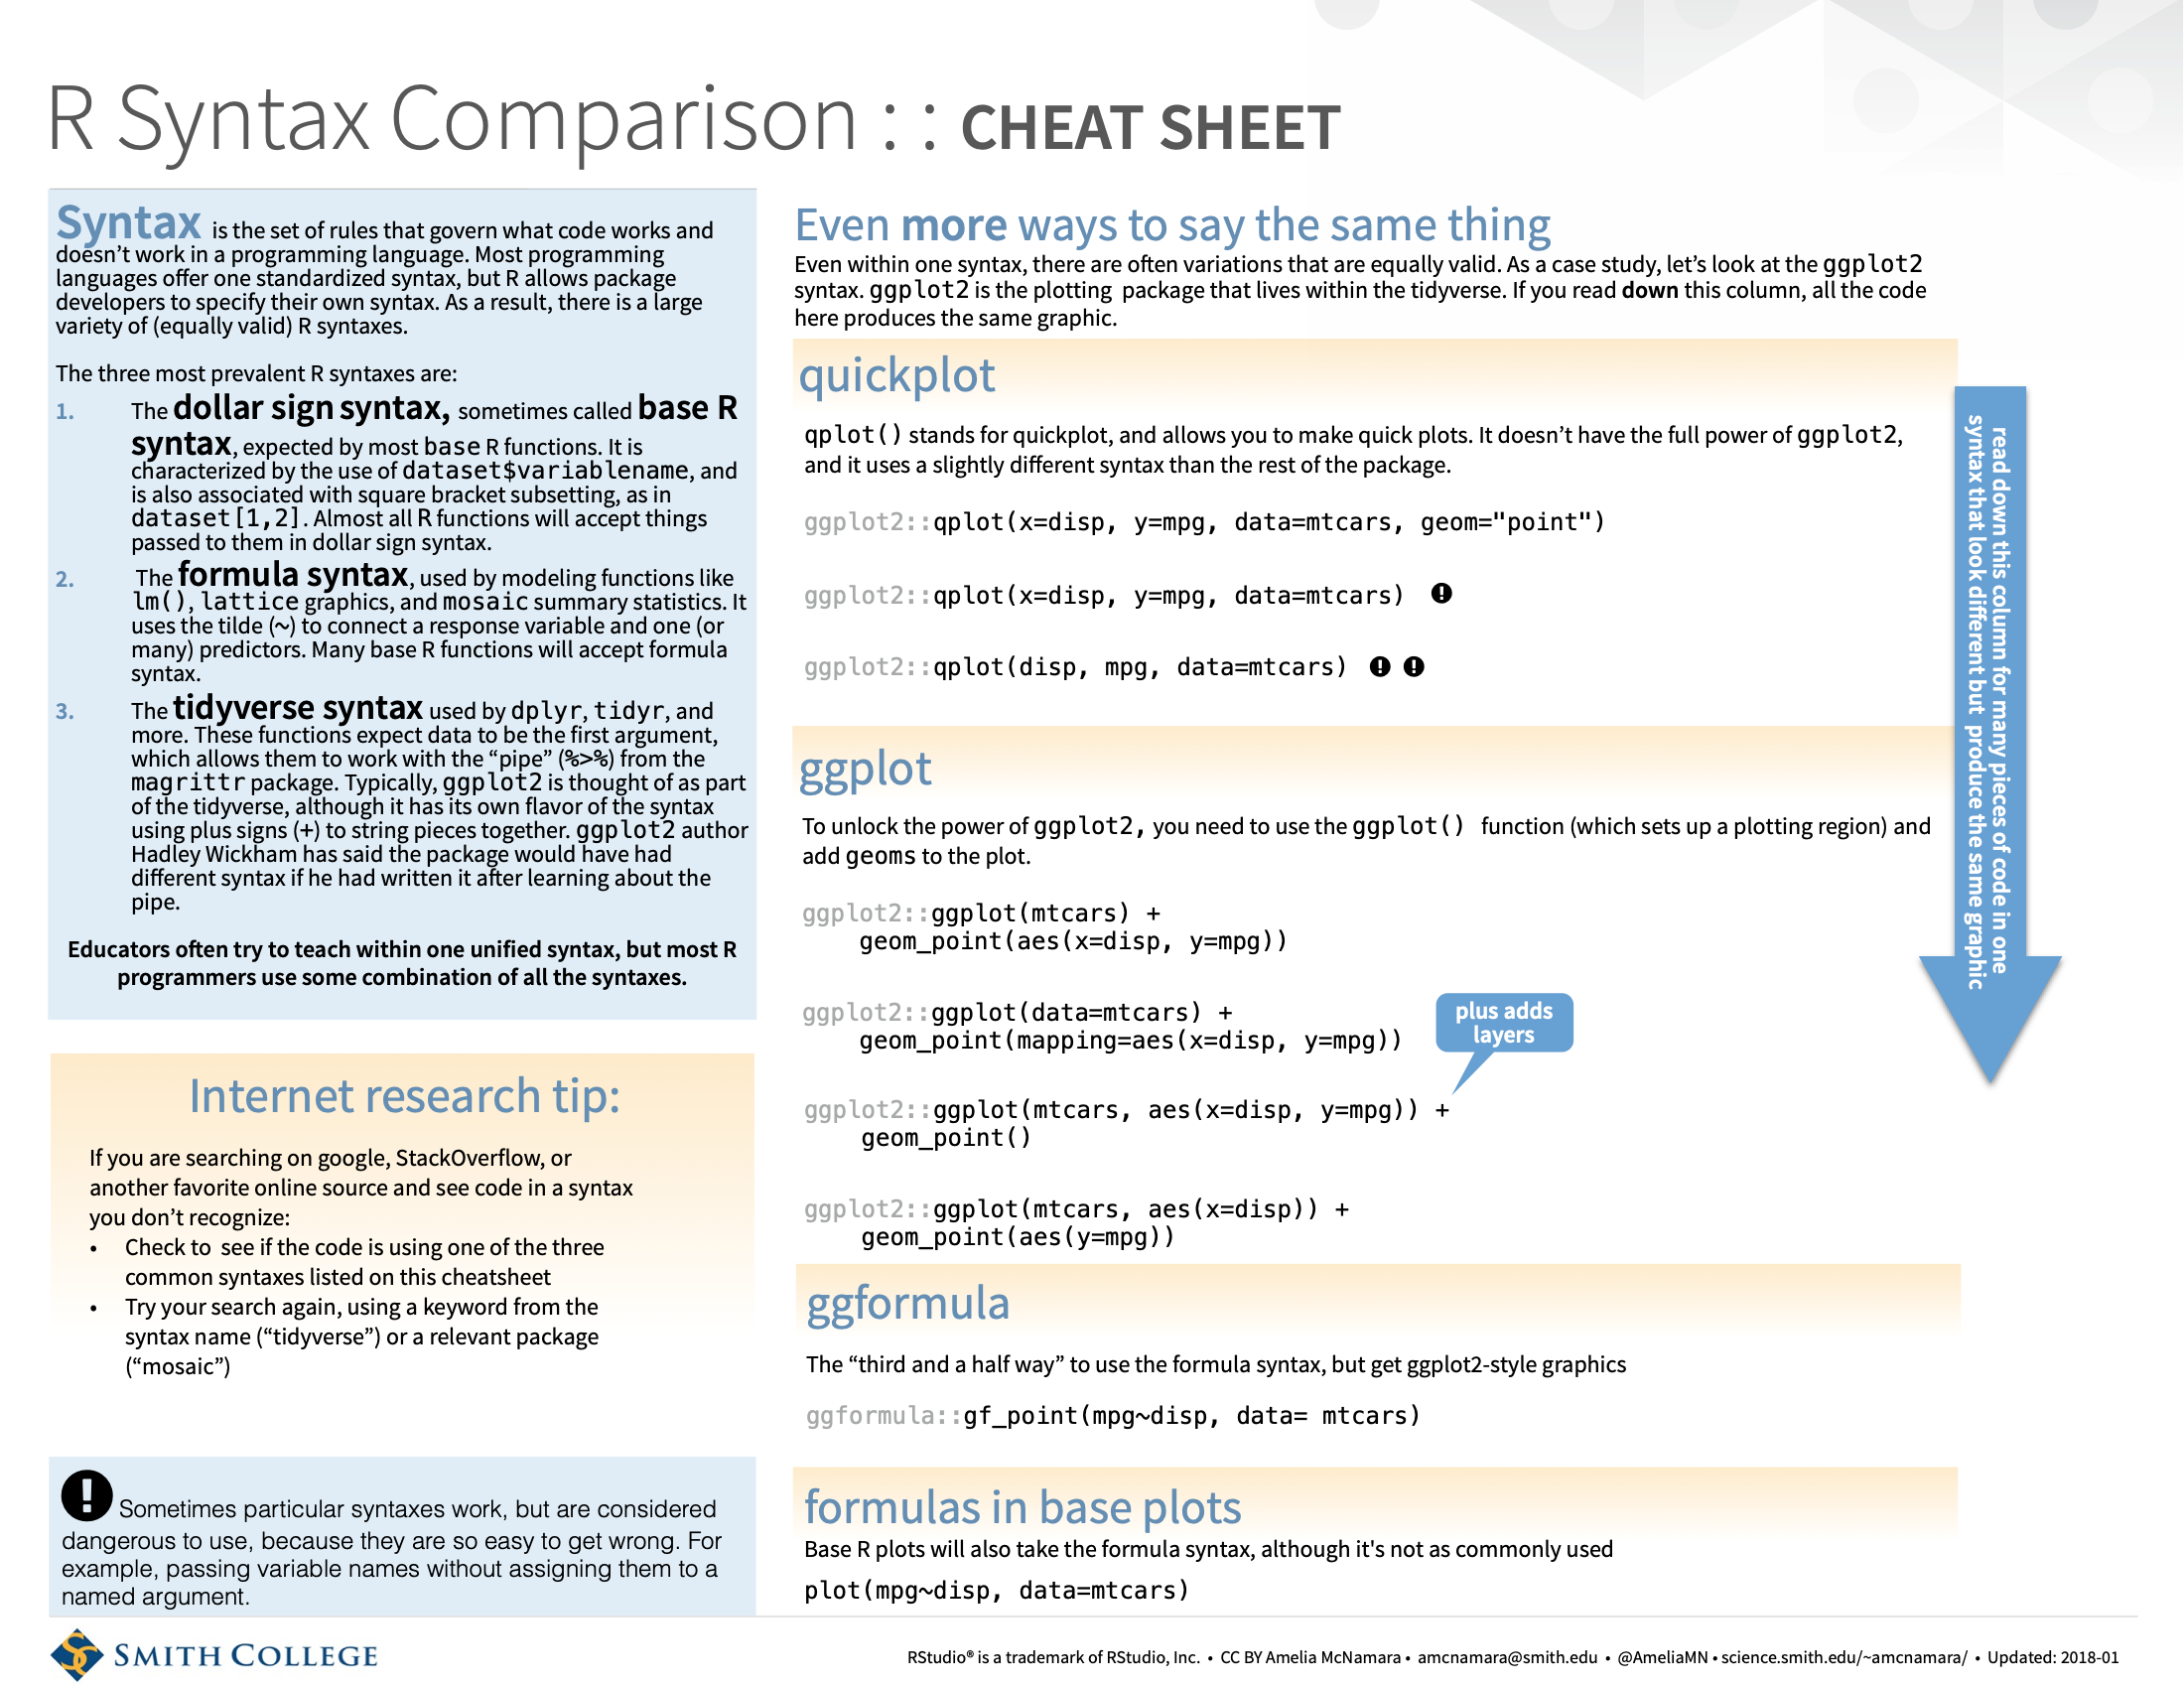 R Syntax Comparison : : CHEAT SHEET
Syntax is the set of rules that govern what code works and
doesn’t work in a programming language. Most programming
languages offer one standardized syntax, but R allows package
developers to specify their own syntax. As a result, there is a large
variety of (equally valid) R syntaxes.
The three most prevalent R syntaxes are:
1. The dollar sign syntax, sometimes called base R
syntax, expected by most base R functions. It is
characterized by the use of dataset$variablename, and
is also associated with square bracket subsetting, as in
dataset[1,2]. Almost all R functions will accept things
passed to them in dollar sign syntax.
2. The formula syntax, used by modeling functions like
lm(), lattice graphics, and mosaic summary statistics. It
uses the tilde (~) to connect a response variable and one (or
many) predictors. Many base R functions will accept formula
syntax.
3. The tidyverse syntax used by dplyr, tidyr, and
more. These functions expect data to be the first argument,
which allows them to work with the “pipe” (%>%) from the
magrittr package. Typically, ggplot2 is thought of as part
of the tidyverse, although it has its own flavor of the syntax
using plus signs (+) to string pieces together. ggplot2 author
Hadley Wickham has said the package would have had
different syntax if he had written it after learning about the
pipe.
Educators often try to teach within one unified syntax, but most R
programmers use some combination of all the syntaxes.
Internet research tip:
If you are searching on google, StackOverflow, or
another favorite online source and see code in a syntax
you don’t recognize:
• Check to see if the code is using one of the three
common syntaxes listed on this cheatsheet
• Try your search again, using a keyword from the
syntax name (“tidyverse”) or a relevant package
(“mosaic”)
! Sometimes particular syntaxes work, but are considered
dangerous to use, because they are so easy to get wrong. For
example, passing variable names without assigning them to a
named argument.
Even more ways to say the same thing
Even within one syntax, there are often variations that are equally valid. As a case study, let’s look at the ggplot2
syntax. ggplot2 is the plotting package that lives within the tidyverse. If you read down this column, all the code
here produces the same graphic.
quickplot
qplot() stands for quickplot, and allows you to make quick plots. It doesn’t have the full power of ggplot2,
and it uses a slightly different syntax than the rest of the package.
ggplot2::qplot(x=disp, y=mpg, data=mtcars, geom="point")
ggplot2::qplot(x=disp, y=mpg, data=mtcars) !
ggplot2::qplot(disp, mpg, data=mtcars) ! !
ggplot
To unlock the power of ggplot2, you need to use the ggplot() function (which sets up a plotting region) and
add geoms to the plot.
ggplot2::ggplot(mtcars) +
geom_point(aes(x=disp, y=mpg))
ggplot2::ggplot(data=mtcars) +
geom_point(mapping=aes(x=disp, y=mpg))
plus adds
layers
ggplot2::ggplot(mtcars, aes(x=disp, y=mpg)) +
geom_point()
ggplot2::ggplot(mtcars, aes(x=disp)) +
geom_point(aes(y=mpg))
ggformula
The “third and a half way” to use the formula syntax, but get ggplot2-style graphics
ggformula::gf_point(mpg~disp, data= mtcars)
formulas in base plots
Base R plots will also take the formula syntax, although it's not as commonly used
plot(mpg~disp, data=mtcars)
read down this column for many pieces of code in one
syntax that look different but produce the same graphic
SMITH COLLEGE
RStudio® is a trademark of RStudio, Inc. • CC BY Amelia McNamara • amcnamara@smith.edu • @AmeliaMN • science.smith.edu/~amcnamara/ • Updated: 2018-01